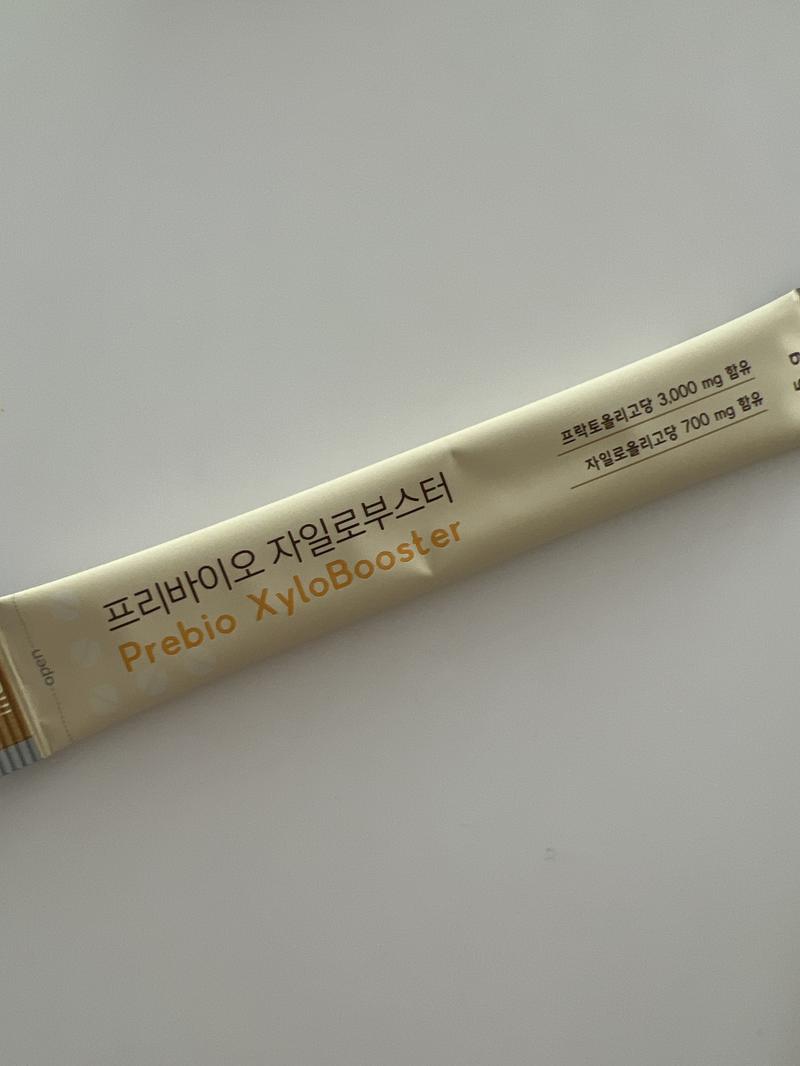 프리바이오 자일로부스터
Prebio XyloBooster
프락토올리고당 3,000 mg 함유
자일로올리고당 700 mg 함유
open
5 g